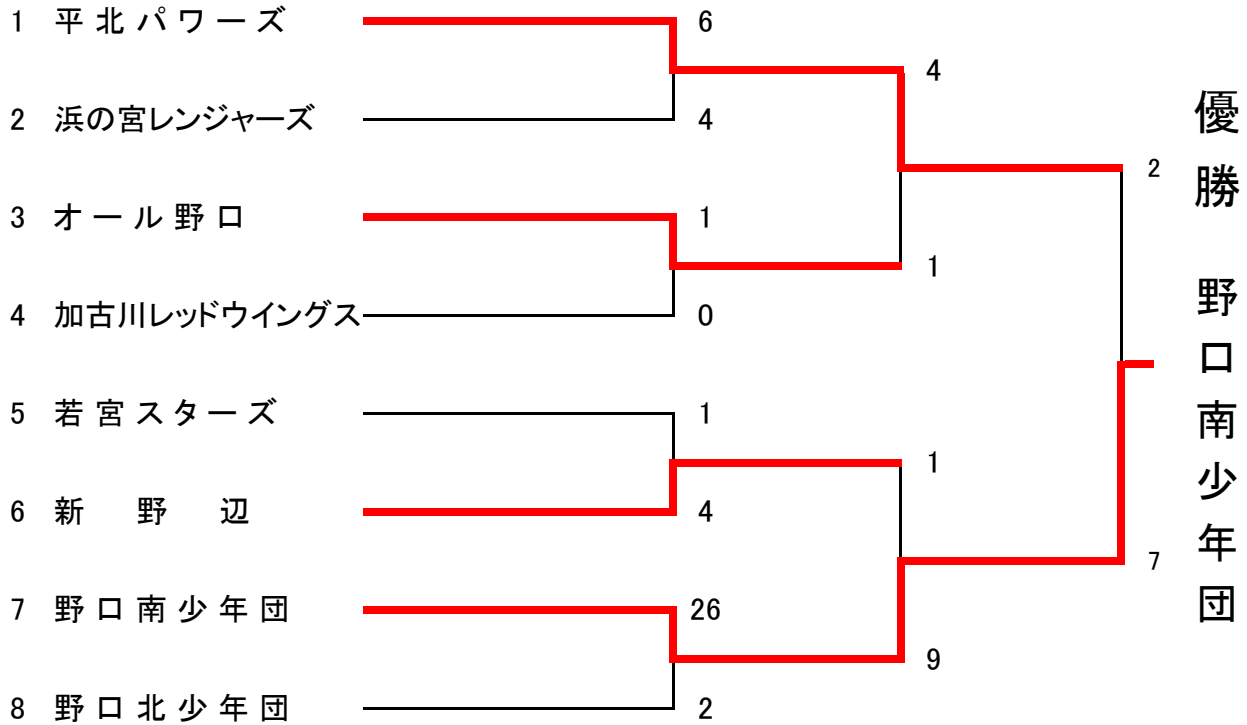 1 平北パワーズ 6
4
2 浜の宮レンジャーズ 4
2
3 オール野口 1
1
4 加古川レッドウイングス 0
5 若宮スターズ 1
1
6 新野辺 4
7
7 野口南少年団 26
9
8 野口北少年団 2
優勝 野口南少年団